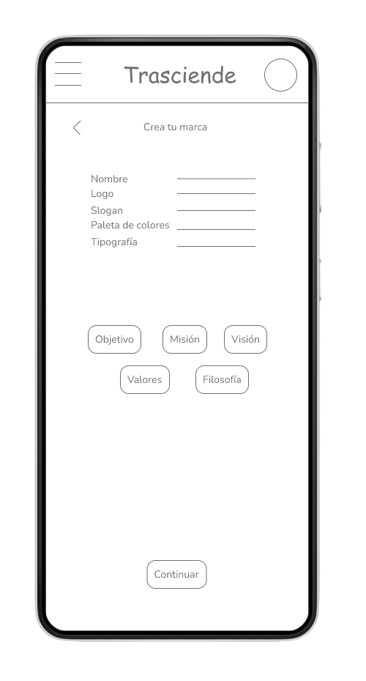 Trasciende
Crea tu marca
Nombre
Logo
Slogan
Paleta de colores
Tipografía
Objetivo Misión Visión
Valores Filosofía
Continuar